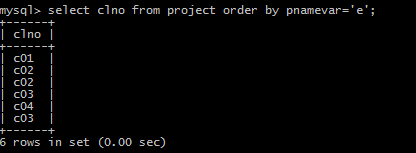 mysql> select clno from project order by pnamevar='e';
+------+
| clno |
+------+
| c01  |
| c02  |
| c02  |
| c03  |
| c04  |
| c03  |
+------+
6 rows in set (0.00 sec)